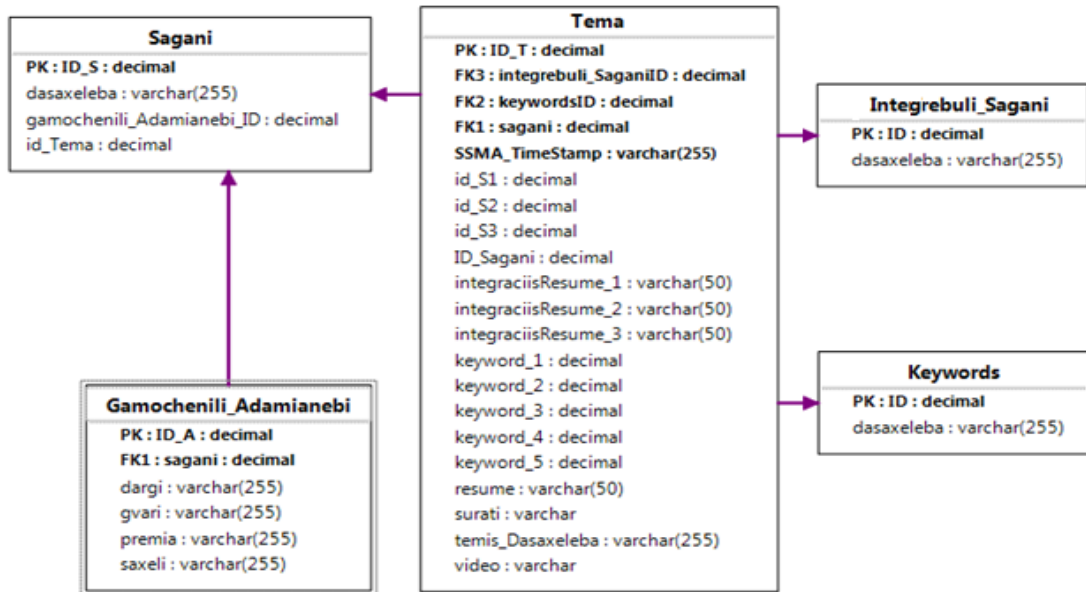 Sagani
PK : ID_S : decimal
dasaxeleba : varchar(255)
gamochenili_Adamianebi_ID : decimal
id_Tema : decimal
Tema
PK : ID_T : decimal
FK3 : integrebuli_SaganiID : decimal
FK2 : keywordsID : decimal
FK1 : sagani : decimal
SSMA_TimeStamp : varchar(255)
id_S1 : decimal
id_S2 : decimal
id_S3 : decimal
ID_Sagani : decimal
integraciisResume_1 : varchar(50)
integraciisResume_2 : varchar(50)
integraciisResume_3 : varchar(50)
keyword_1 : decimal
keyword_2 : decimal
keyword_3 : decimal
keyword_4 : decimal
keyword_5 : decimal
resume : varchar(50)
surati : varchar
temis_Dasaxeleba : varchar(255)
video : varchar
Integrebuli_Sagani
PK : ID : decimal
dasaxeleba : varchar(255)
Gamochenili_Adamianebi
PK : ID_A : decimal
FK1 : sagani : decimal
dargi : varchar(255)
gvari : varchar(255)
premia : varchar(255)
saxeli : varchar(255)
Keywords
PK : ID : decimal
dasaxeleba : varchar(255)